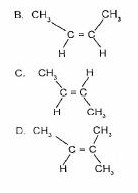 B. CH₃ CH₃
C = C
H H
C. CH₃ H
C = C
H CH₃
D. CH₃ CH₃
C = C
H CH₃